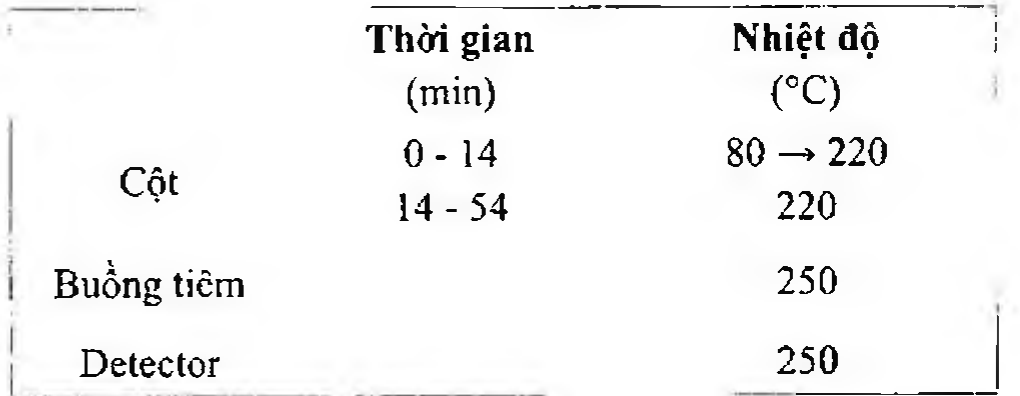 Thời gian Nhiệt độ
(min) (°C)
Cột 0 - 14 80 → 220
14 - 54 220
Buồng tiêm 250
Detector 250